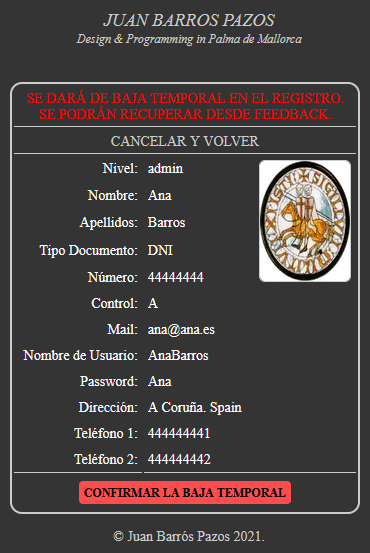 JUAN BARROS PAZOS
Design & Programming in Palma de Mallorca
SE DARÁ DE BAJA TEMPORAL EN EL REGISTRO.
SE PODRÁN RECUPERAR DESDE FEEDBACK.
CANCELAR Y VOLVER
Nivel: admin
Nombre: Ana
Apellidos: Barros
Tipo Documento: DNI
Número: 44444444
Control: A
Mail: ana@ana.es
Nombre de Usuario: AnaBarros
Password: Ana
Dirección: A Coruña. Spain
Teléfono 1: 444444441
Teléfono 2: 444444442
CONFIRMAR LA BAJA TEMPORAL
© Juan Barrós Pazos 2021.